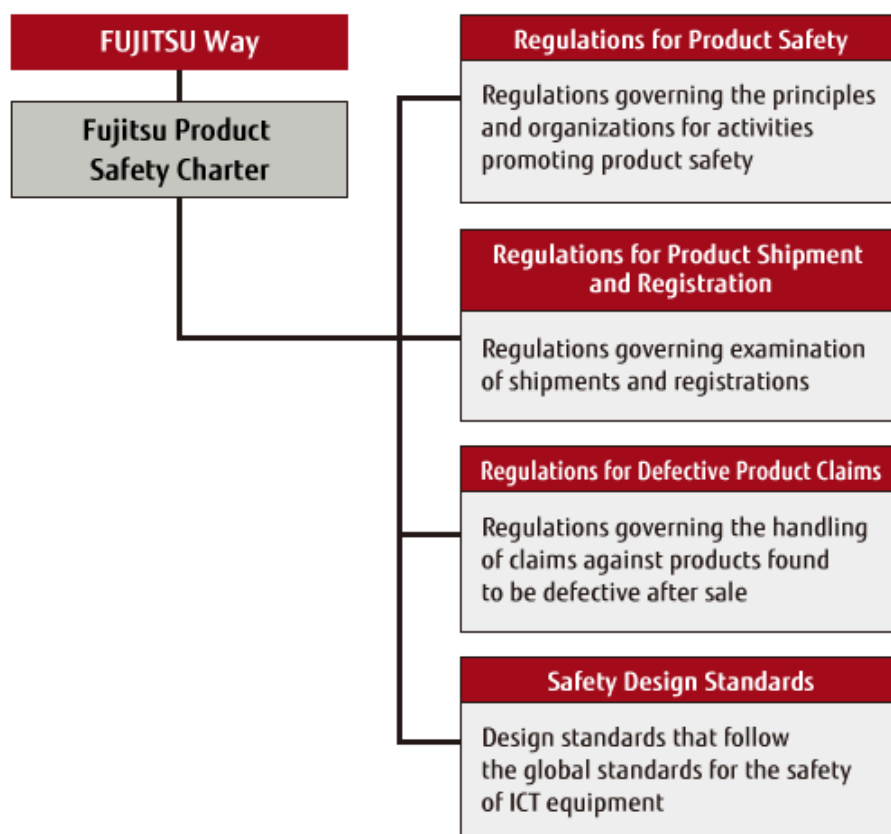 FUJITSU Way
Fujitsu Product
Safety Charter
Regulations for Product Safety
Regulations governing the principles
and organizations for activities
promoting product safety
Regulations for Product Shipment
and Registration
Regulations governing examination
of shipments and registrations
Regulations for Defective Product Claims
Regulations governing the handling
of claims against products found
to be defective after sale
Safety Design Standards
Design standards that follow
the global standards for the safety
of ICT equipment